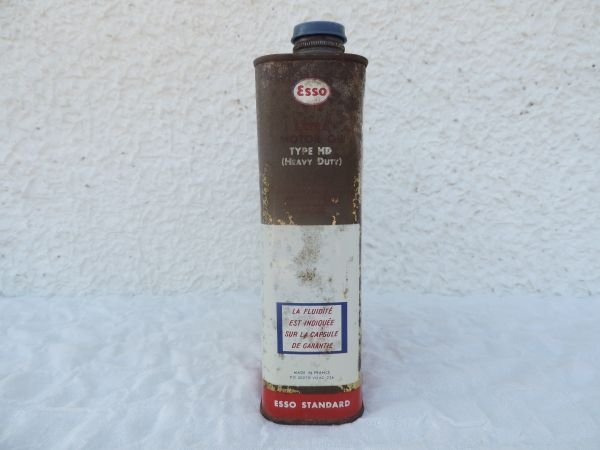 Esso
MOTOR OIL
TYPE HD
(HEAVY DUTY)
LA FLUIDITÉ
EST INDIQUÉE
SUR LA CAPSULE
DE GARANTIE
MADE IN FRANCE
ESSO STANDARD